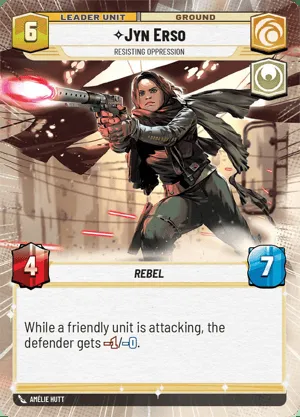 6
LEADER UNIT
GROUND
JYN ERSO
RESISTING OPPRESSION
4
7
REBEL
While a friendly unit is attacking, the
defender gets -1/-0.
AMÉLIE HUTT